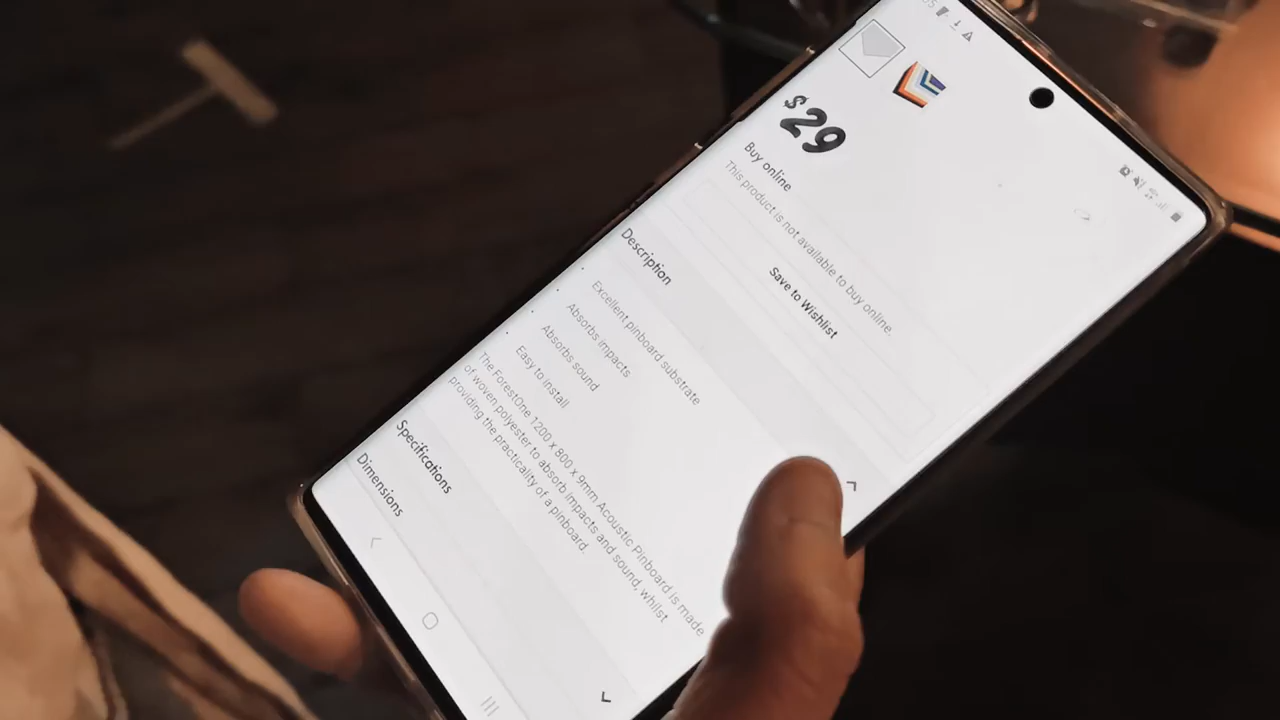 $29
Buy online
This product is not available to buy online.
Save to Wishlist
Description
Excellent pinboard substrate
Absorbs impacts
Absorbs sound
Easy to install
The ForestOne 1200 x 800 x 9mm Acoustic Pinboard is made
of woven polyester to absorb impacts and sound, whilst
providing the practicality of a pinboard.
Specifications
Dimensions